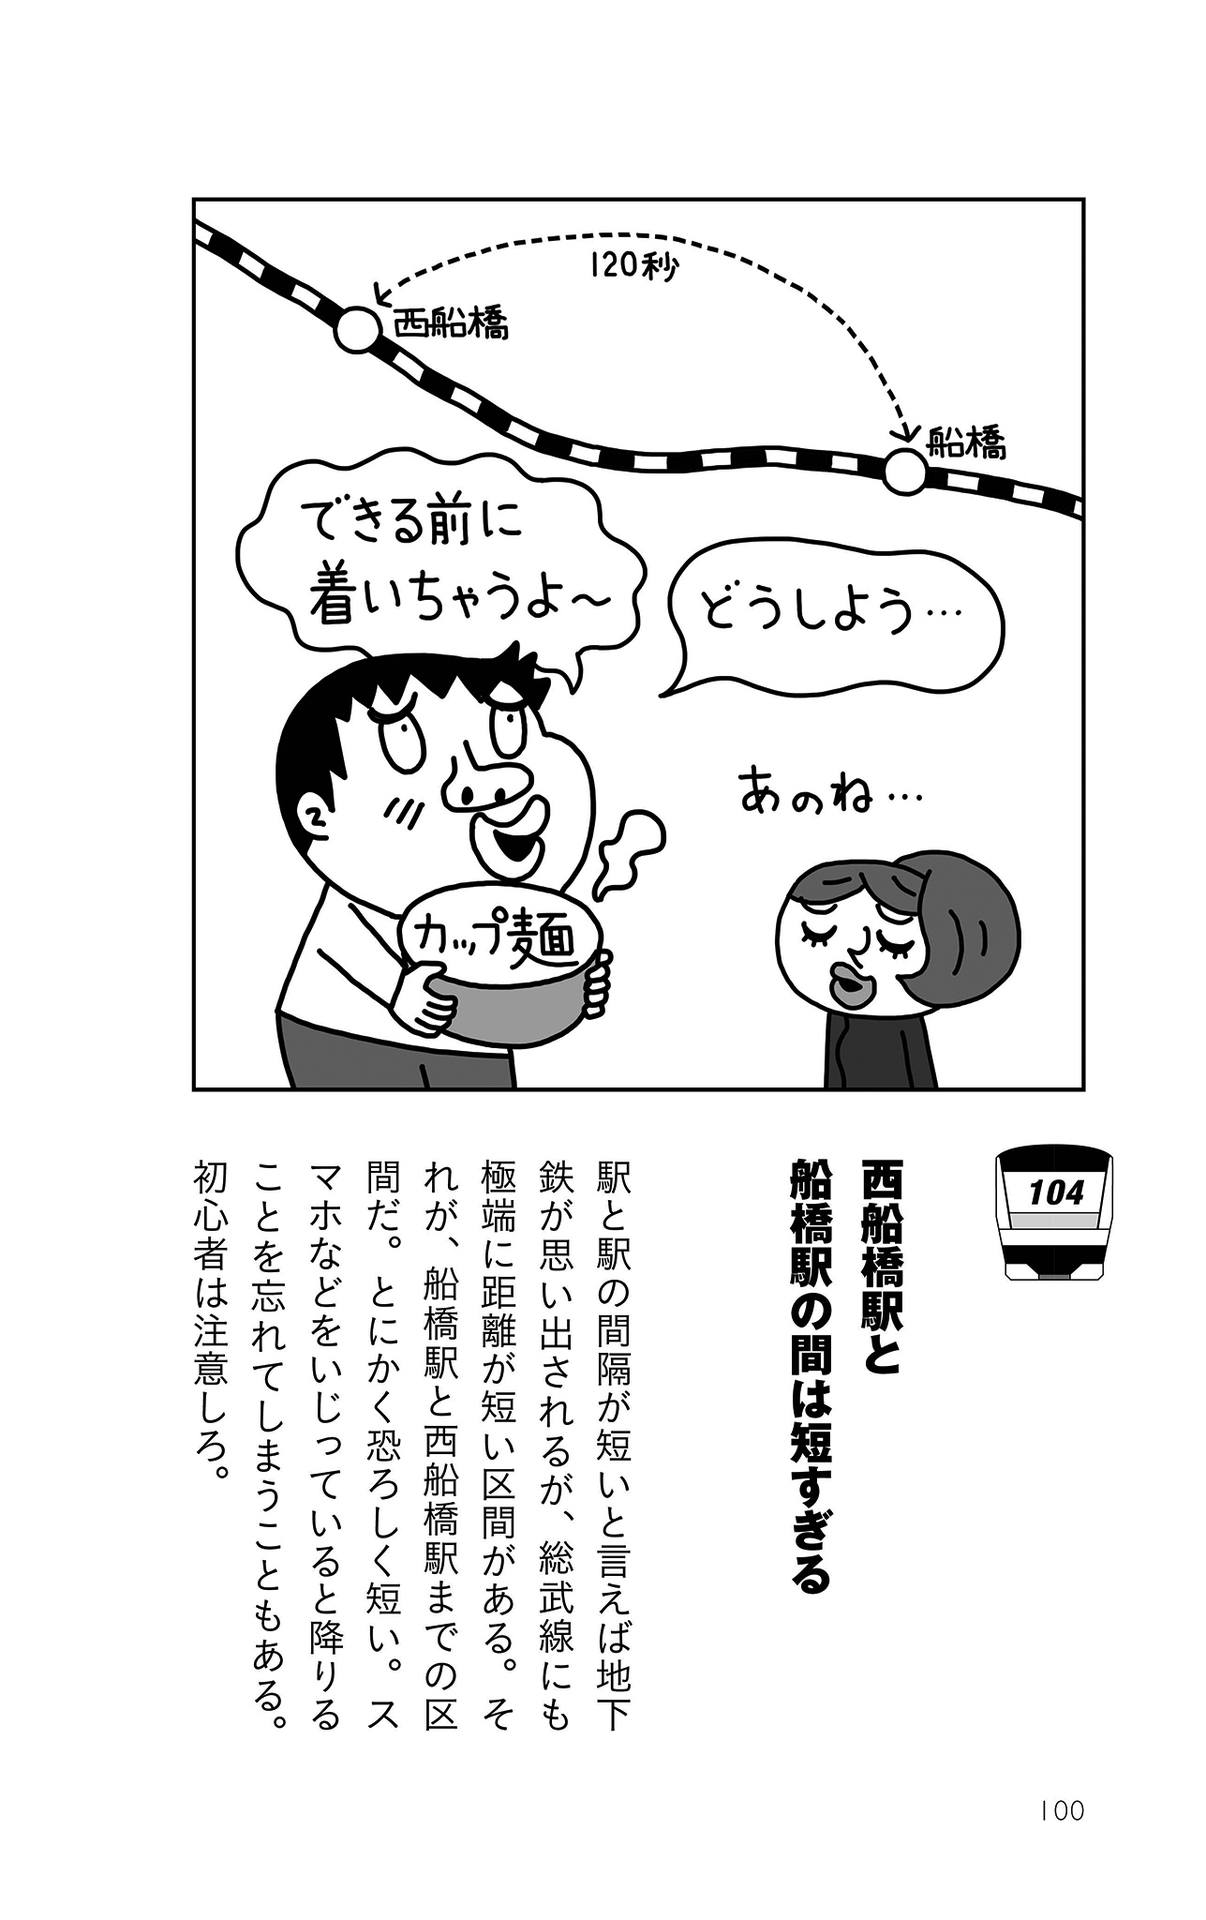 120秒
西船橋
船橋
できる前に
着いちゃうよ～
どうしよう…
あのね…
カップ麺
104
西船橋駅と
船橋駅の間は短すぎる
駅と駅の間隔が短いと言えば地下
鉄が思い出されるが、総武線にも
極端に距離が短い区間がある。そ
れが、船橋駅と西船橋駅までの区
間だ。とにかく恐ろしく短い。ス
マホなどをいじっていると降りる
ことを忘れてしまうこともある。
初心者は注意しろ。
100